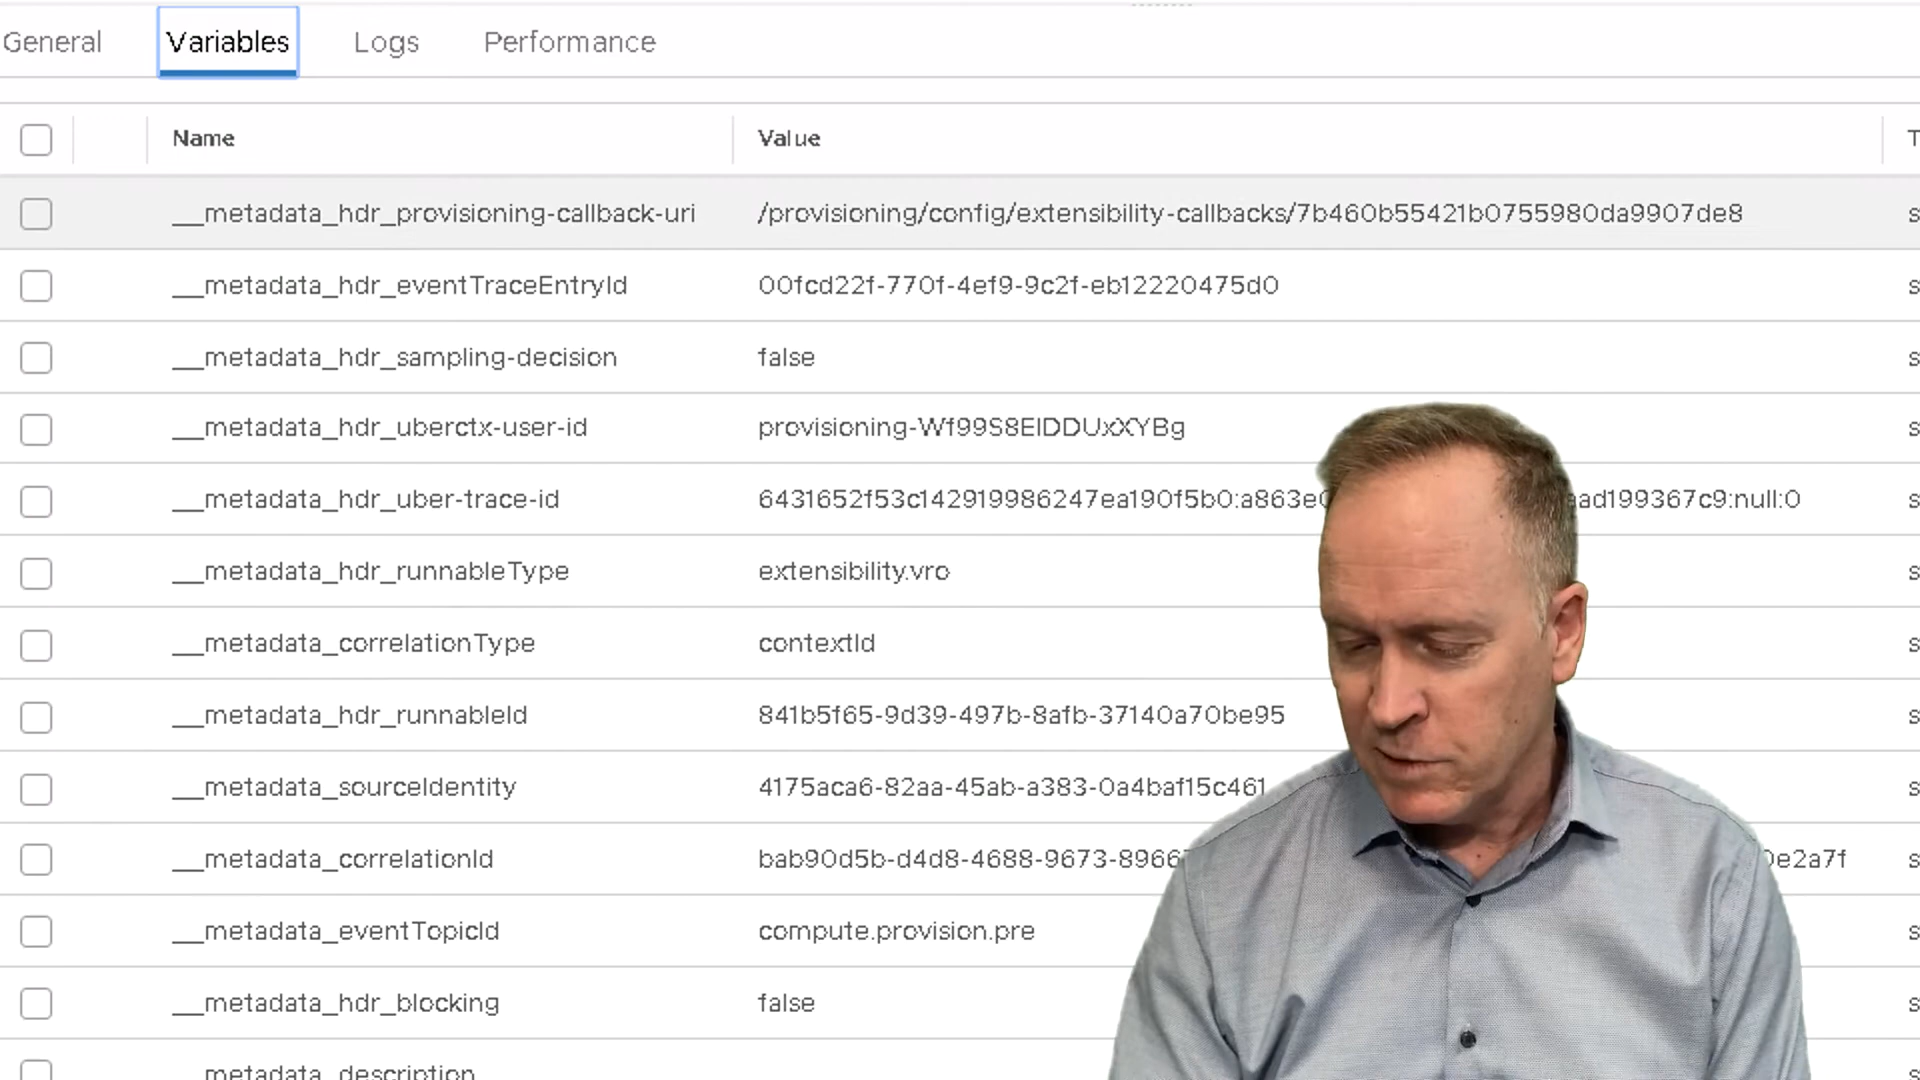 General Variables Logs Performance
Name Value
__metadata_hdr_provisioning-callback-uri /provisioning/config/extensibility-callbacks/7b460b55421b0755980da9907de8
__metadata_hdr_eventTraceEntryId 00fcd22f-770f-4ef9-9c2f-eb12220475d0
__metadata_hdr_sampling-decision false
__metadata_hdr_uberctx-user-id provisioning-Wf99S8ElDDUxXYBg
__metadata_hdr_uber-trace-id 6431652f53c142919986247ea190f5b0:a863e ad199367c9:null:0
__metadata_hdr_runnableType extensibility.vro
__metadata_correlationType contextId
__metadata_hdr_runnableId 841b5f65-9d39-497b-8afb-37140a70be95
__metadata_sourceIdentity 4175aca6-82aa-45ab-a383-0a4baf15c461
__metadata_correlationId bab90d5b-d4d8-4688-9673-8966 e2a7f
__metadata_eventTopicId compute.provision.pre
__metadata_hdr_blocking false
__metadata_description